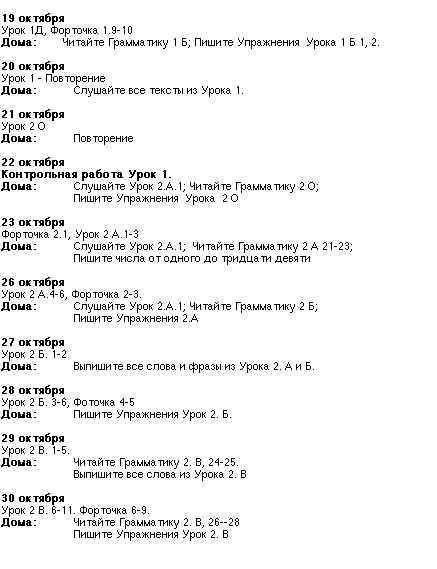 19 октября
Урок 1Д, Форточка 1.9-10
Дома: Читайте Грамматику 1 Б; Пишите Упражнения Урока 1 Б 1, 2.
20 октября
Урок 1 - Повторение
Дома: Слушайте все тексты из Урока 1.
21 октября
Урок 2 О
Дома: Повторение
22 октября
Контрольная работа Урок 1.
Дома: Слушайте Урок 2.А.1; Читайте Грамматику 2 О;
Пишите Упражнения Урока 2 О
23 октября
Форточка 2.1, Урок 2 А.1-3
Дома: Слушайте Урок 2.А.1; Читайте Грамматику 2 А 21-23;
Пишите числа от одного до тридцати девяти
26 октября
Урок 2 А.4-6, Форточка 2-3.
Дома: Слушайте Урок 2.А.1; Читайте Грамматику 2 Б;
Пишите Упражнения 2.А
27 октября
Урок 2 Б. 1-2
Дома: Выпишите все слова и фразы из Урока 2. А и Б.
28 октября
Урок 2 Б. 3-6, Фоточка 4-5
Дома: Пишите Упражнения Урок 2. Б.
29 октября
Урок 2 В. 1-5.
Дома: Читайте Грамматику 2. В, 24-25.
Выпишите все слова из Урока 2. В
30 октября
Урок 2 В. 6-11. Форточка 6-9.
Дома: Читайте Грамматику 2. В, 26--28
Пишите Упражнения Урок 2. В